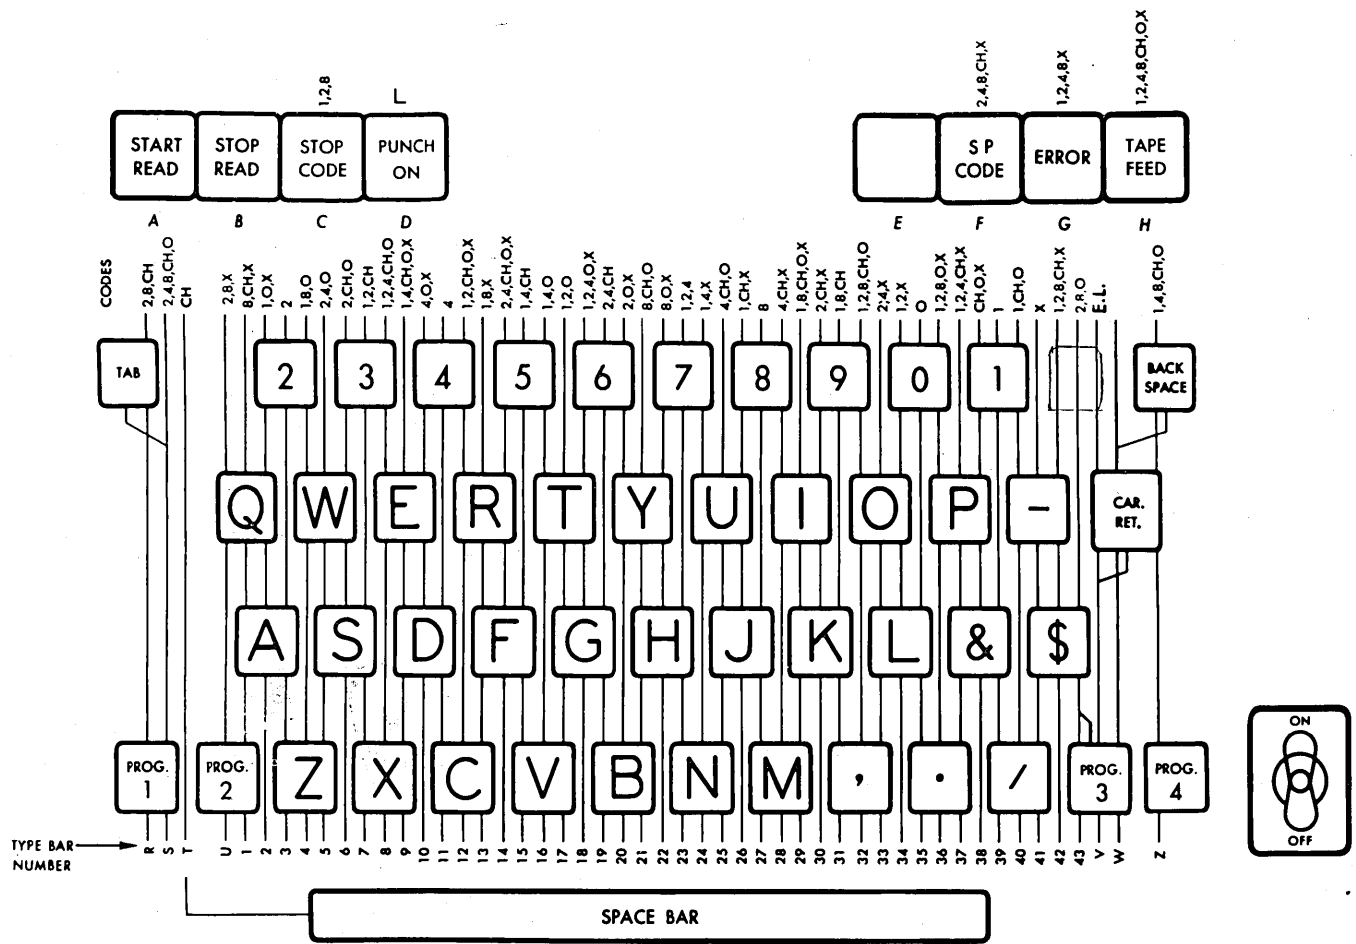 1,2,8
L
2,4,8,CH,X
1,2,4,8,X
1,2,4,8,CH,O,X
START READ
STOP READ
STOP CODE
PUNCH ON
S P CODE
ERROR
TAPE FEED
A B C D E F G H
CODES
2,8,CH
2,4,8,CH,O
CH
2,8,X
8,CH,X
1,O,X
2
1,8,O
2,4,O
2,CH,O
1,2,CH
1,2,4,CH,O
1,4,CH,O,X
4,O,X
4
1,2,CH,O,X
1,8,X
2,4,CH,O,X
1,4,CH
1,4,O
1,2,O
1,2,4,O,X
2,4,CH
2,O,X
8,CH,O
8,O,X
1,2,4
1,4,X
4,CH,O
1,CH,X
8
4,CH,X
1,8,CH,O,X
2,CH,X
1,8,CH
1,2,8,CH,O
2,4,X
1,2,X
O
1,2,8,O,X
1,2,4,CH,X
CH,O,X
1
1,CH,O
X
1,2,8,CH,X
2,8,O
E.L.
1,4,8,CH,O
TAB
2 3 4 5 6 7 8 9 0 1
BACK SPACE
Q W E R T Y U I O P -
CAR. RET.
A S D F G H J K L & $
PROG. 1
PROG. 2
Z X C V B N M , . /
PROG. 3
PROG. 4
ON
OFF
TYPE BAR
NUMBER
R S T U 1 2 3 4 5 6 7 8 9 10 11 12 13 14 15 16 17 18 19 20 21 22 23 24 25 26 27 28 29 30 31 32 33 34 35 36 37 38 39 40 41 42 43 V W Z
SPACE BAR